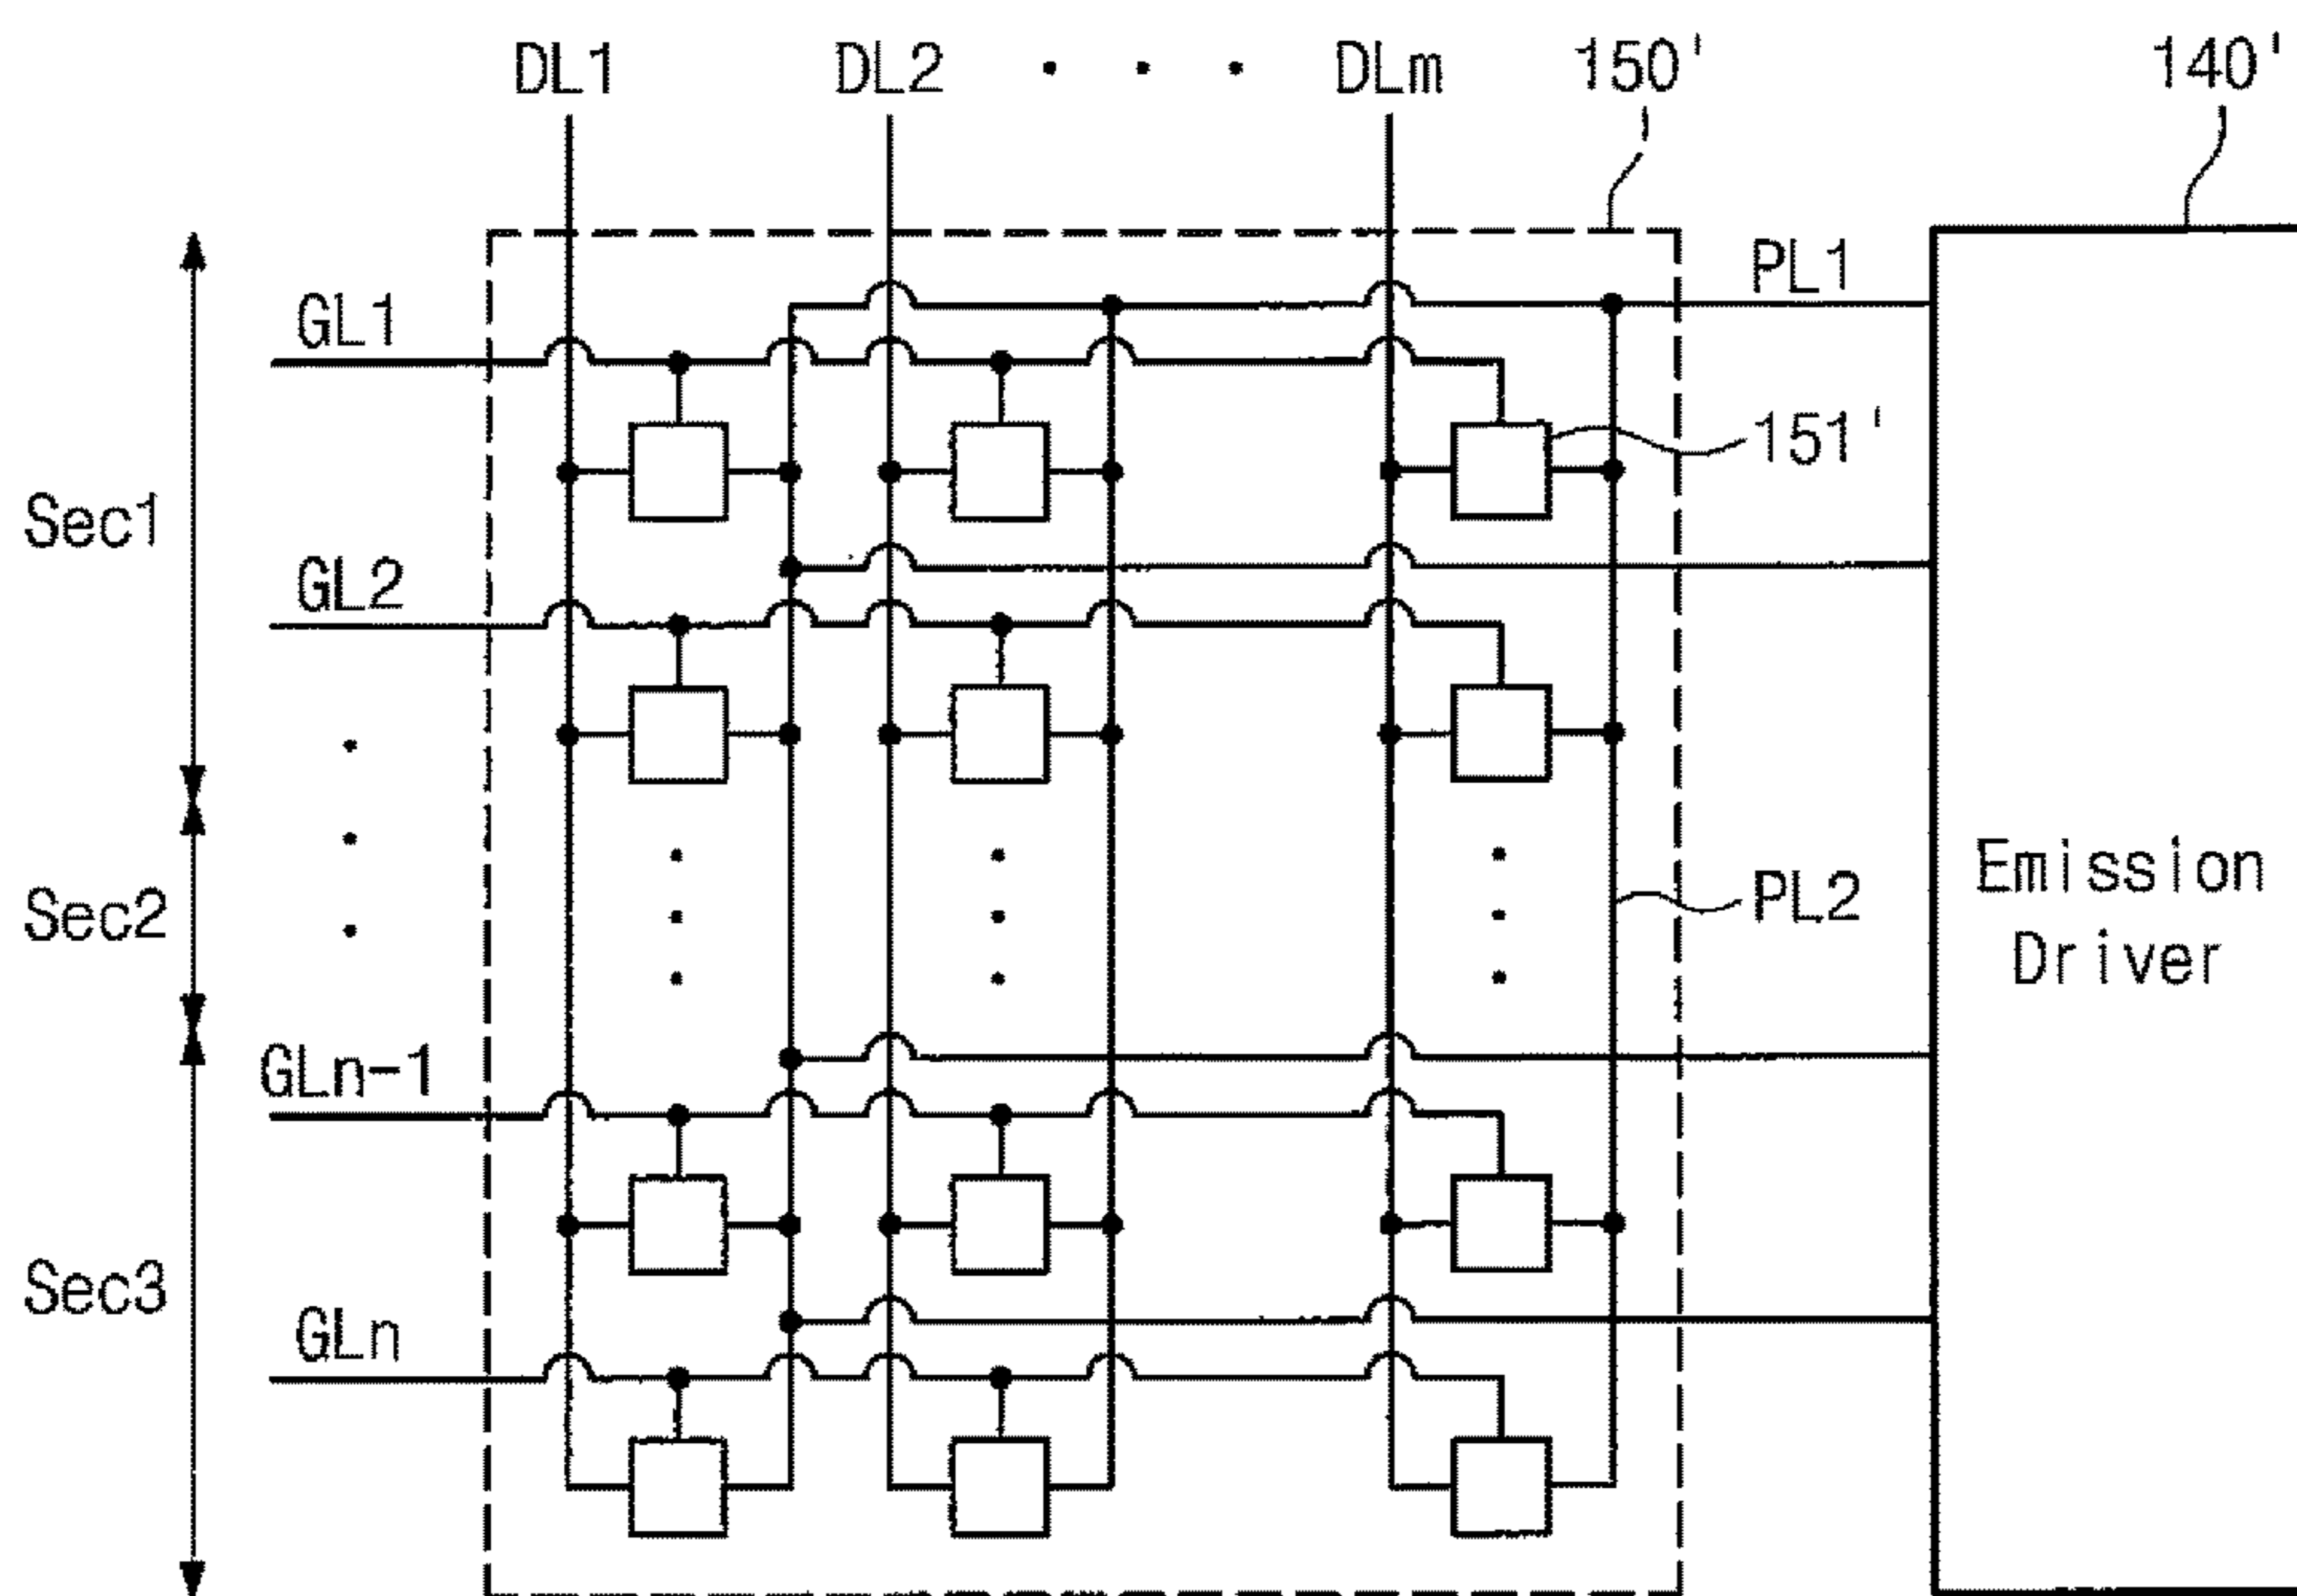 DL1 DL2 · · · DLm 150' 140'
PL1
GL1
151'
Sec1
GL2
Emission
PL2
Sec2
Driver
GLn-1
Sec3
GLn